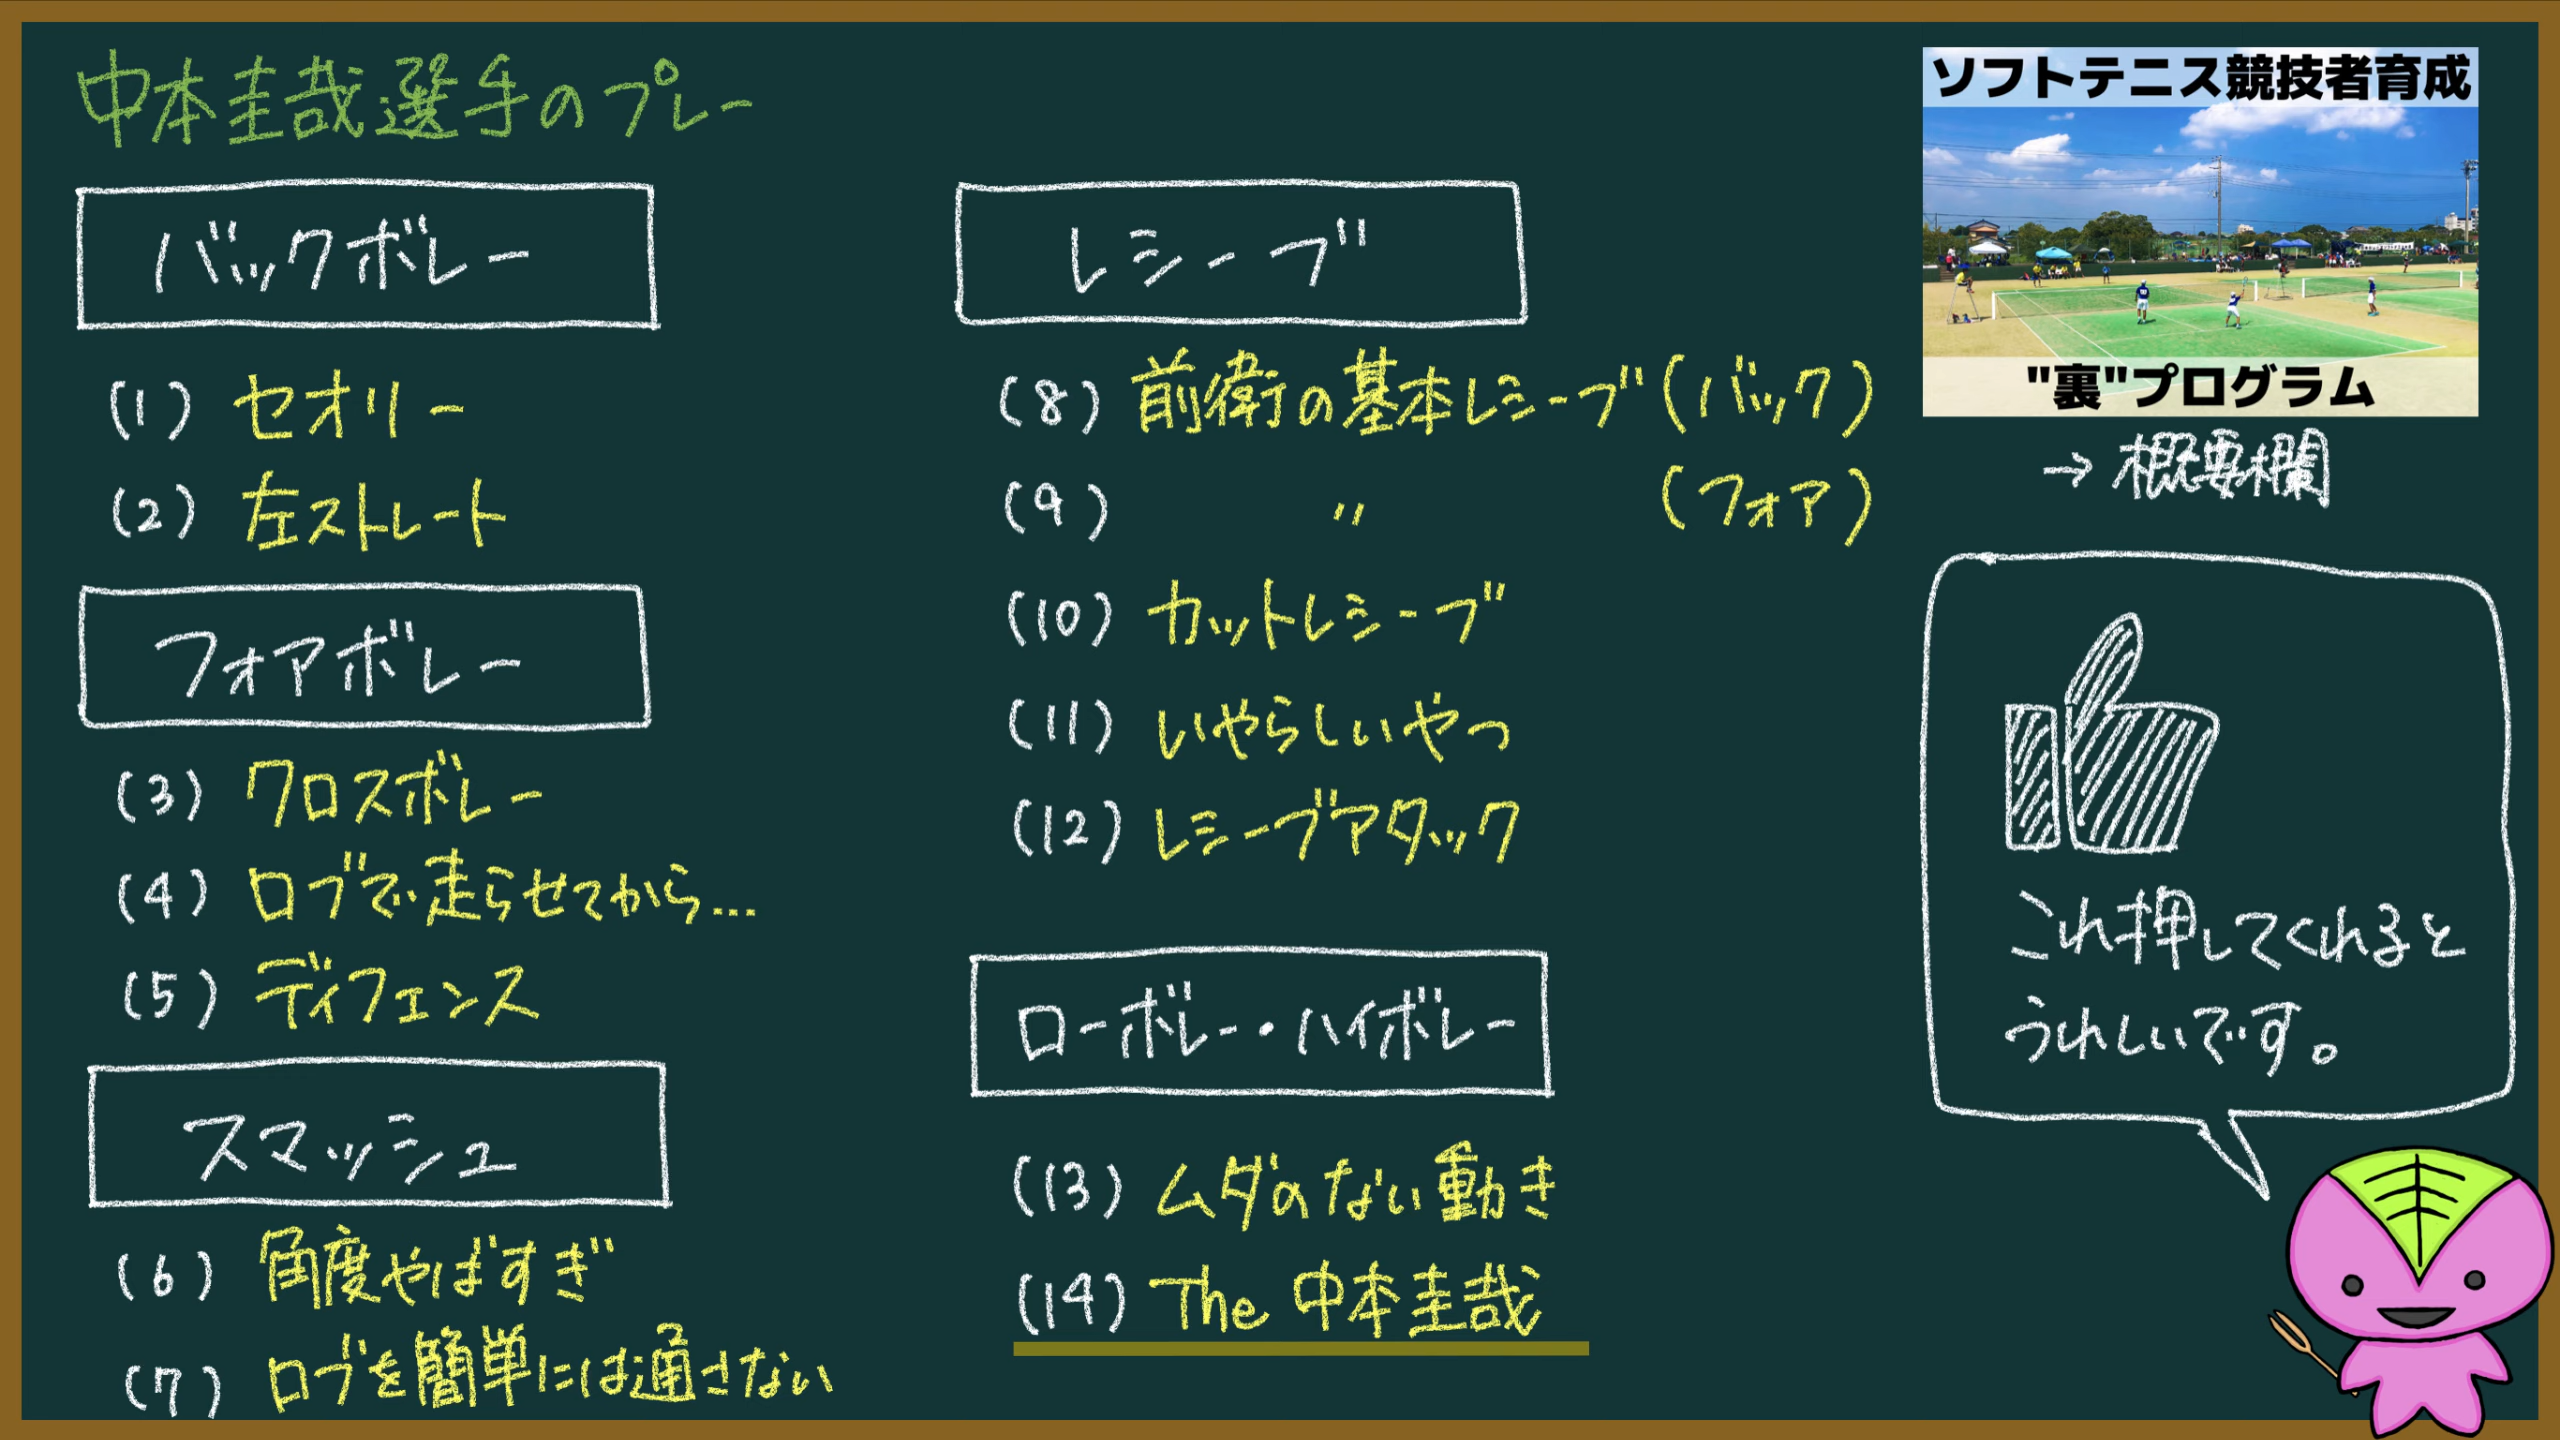 中本圭哉選手のプレー
バックボレー
(1) セオリー
(2) 左ストレート
フォアボレー
(3) クロスボレー
(4) ロブで走らせてから...
(5) ディフェンス
スマッシュ
(6) 角度やばすぎ
(7) ロブを簡単には通さない
レシーブ
(8) 前衛の基本レシーブ(バック)
(9) 〃 (フォア)
(10) カットレシーブ
(11) いやらしいやつ
(12) レシーブアタック
ローボレー・ハイボレー
(13) ムダのない動き
(14) The 中本圭哉
ソフトテニス競技者育成
"裏"プログラム
→ 概要欄
これ押してくれると
うれしいです。